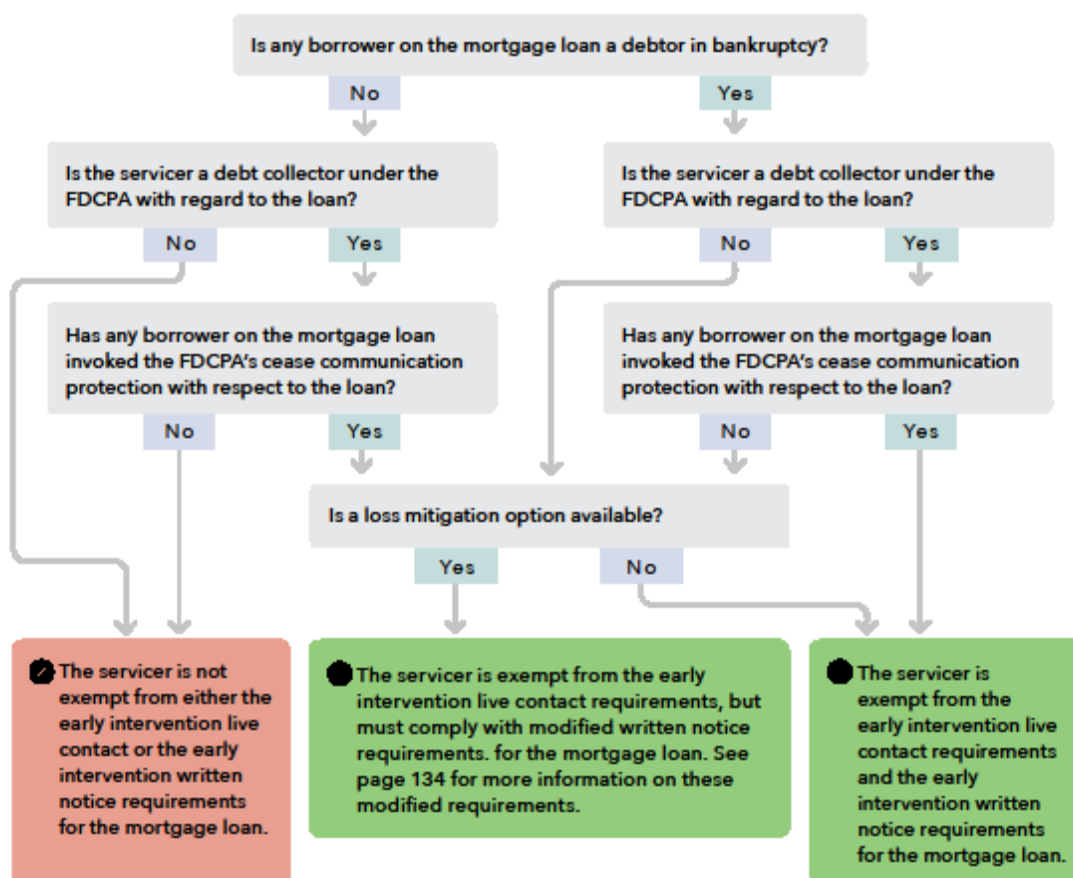 Is any borrower on the mortgage loan a debtor in bankruptcy?
No
Yes
Is the servicer a debt collector under the
FDCPA with regard to the loan?
No
Yes
Is the servicer a debt collector under the
FDCPA with regard to the loan?
No
Yes
Has any borrower on the mortgage loan
invoked the FDCPA's cease communication
protection with respect to the loan?
No
Yes
Has any borrower on the mortgage loan
invoked the FDCPA's cease communication
protection with respect to the loan?
No
Yes
Is a loss mitigation option available?
Yes
No
The servicer is not
exempt from either the
early intervention live
contact or the early
intervention written
notice requirements
for the mortgage loan.
The servicer is exempt from the early
intervention live contact requirements, but
must comply with modified written notice
requirements. for the mortgage loan. See
page 134 for more information on these
modified requirements.
The servicer is
exempt from the
early intervention live
contact requirements
and the early
intervention written
notice requirements
for the mortgage loan.